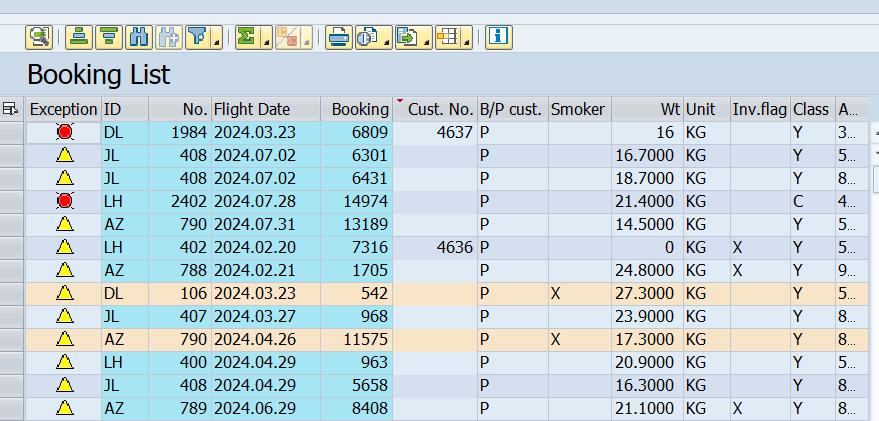 Booking List
Exception ID No. Flight Date Booking Cust. No. B/P cust. Smoker Wt Unit Inv.flag Class A...
DL 1984 2024.03.23 6809 4637 P 16 KG Y 3...
JL 408 2024.07.02 6301 P 16.7000 KG Y 5...
JL 408 2024.07.02 6431 P 18.7000 KG Y 8...
LH 2402 2024.07.28 14974 P 21.4000 KG C 4...
AZ 790 2024.07.31 13189 P 14.5000 KG Y 5...
LH 402 2024.02.20 7316 4636 P 0 KG X Y 5...
AZ 788 2024.02.21 1705 P 24.8000 KG X Y 9...
DL 106 2024.03.23 542 P X 27.3000 KG Y 5...
JL 407 2024.03.27 968 P 23.9000 KG Y 8...
AZ 790 2024.04.26 11575 P X 17.3000 KG Y 8...
LH 400 2024.04.29 963 P 20.9000 KG Y 5...
JL 408 2024.04.29 5658 P 16.3000 KG Y 8...
AZ 789 2024.06.29 8408 P 21.1000 KG X Y 8...